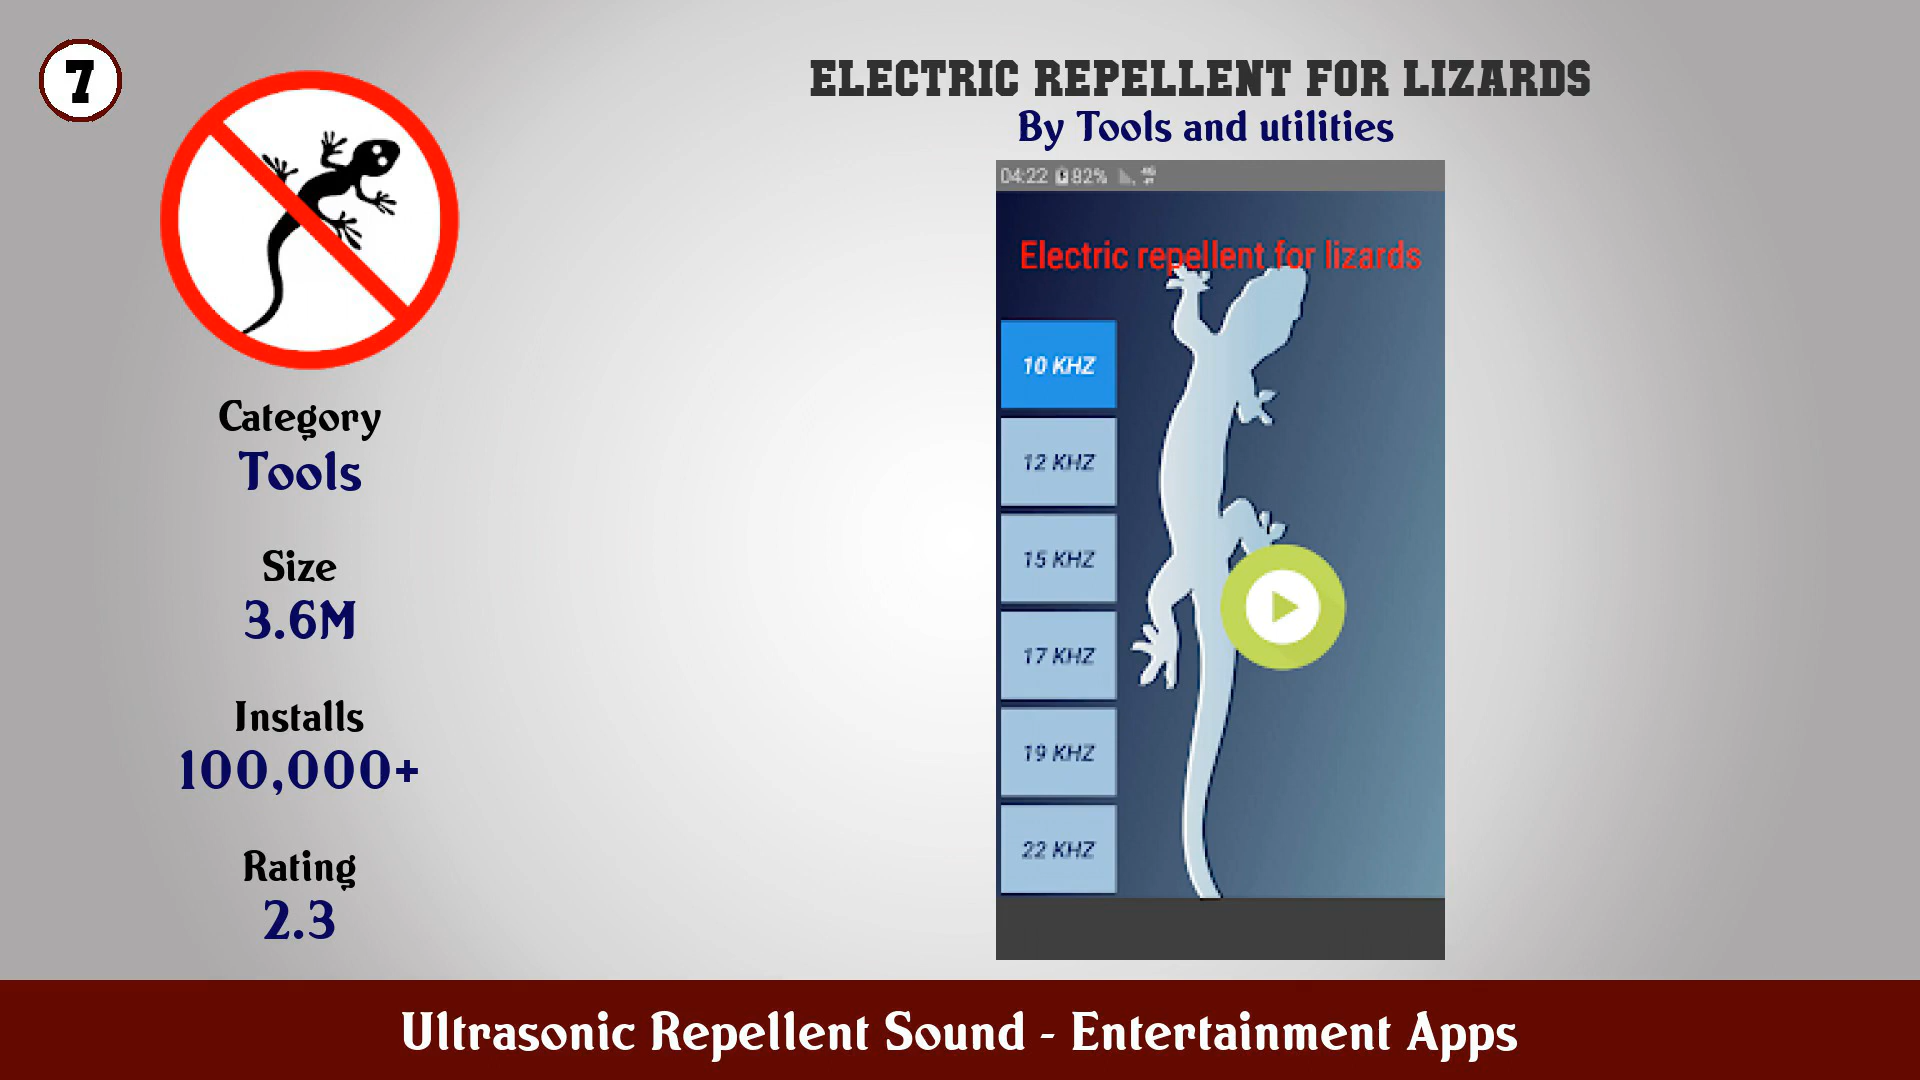 7
ELECTRIC REPELLENT FOR LIZARDS
By Tools and utilities
04:22 82%
Electric repellent for lizards
10 KHZ
12 KHZ
15 KHZ
17 KHZ
19 KHZ
22 KHZ
Category
Tools
Size
3.6M
Installs
100,000+
Rating
2.3
Ultrasonic Repellent Sound - Entertainment Apps